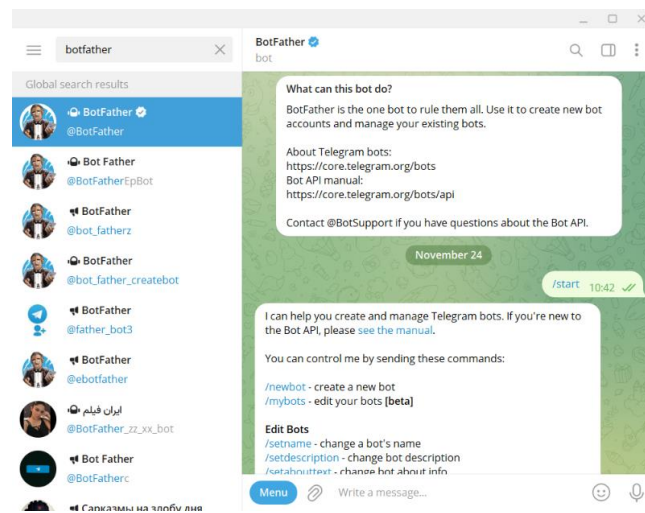 botfather
Global search results
BotFather
@BotFather
Bot Father
@BotFatherEpBot
BotFather
@bot_fatherz
BotFather
@bot_father_createbot
BotFather
@father_bot3
BotFather
@ebotfather
ایران فیلم
@BotFather_zz_xx_bot
Bot Father
@BotFatherc
Сарказмы на злобу дня
BotFather
bot
What can this bot do?
BotFather is the one bot to rule them all. Use it to create new bot
accounts and manage your existing bots.
About Telegram bots:
https://core.telegram.org/bots
Bot API manual:
https://core.telegram.org/bots/api
Contact @BotSupport if you have questions about the Bot API.
November 24
/start 10:42
I can help you create and manage Telegram bots. If you're new to
the Bot API, please see the manual.
You can control me by sending these commands:
/newbot - create a new bot
/mybots - edit your bots [beta]
Edit Bots
/setname - change a bot's name
/setdescription - change bot description
/setabouttext - change bot about info
Menu
Write a message...